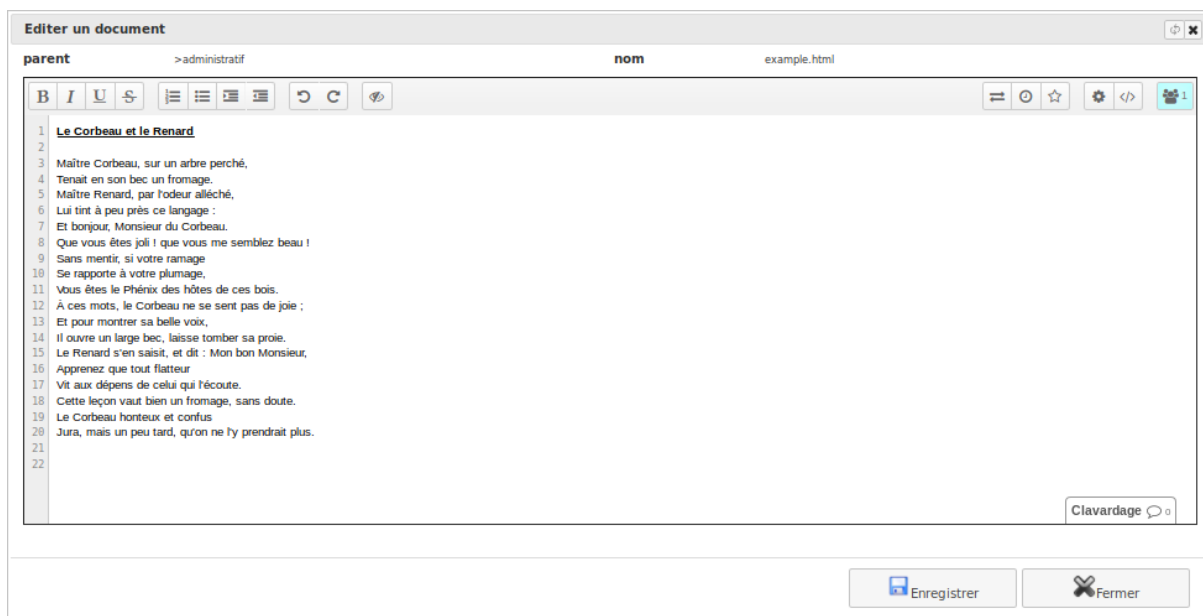 Editer un document
parent >administratif nom example.html
B I U S 1
1 Le Corbeau et le Renard
2
3 Maître Corbeau, sur un arbre perché,
4 Tenait en son bec un fromage.
5 Maître Renard, par l'odeur alléché,
6 Lui tint à peu près ce langage :
7 Et bonjour, Monsieur du Corbeau.
8 Que vous êtes joli ! que vous me semblez beau !
9 Sans mentir, si votre ramage
10 Se rapporte à votre plumage,
11 Vous êtes le Phénix des hôtes de ces bois.
12 À ces mots, le Corbeau ne se sent pas de joie ;
13 Et pour montrer sa belle voix,
14 Il ouvre un large bec, laisse tomber sa proie.
15 Le Renard s'en saisit, et dit : Mon bon Monsieur,
16 Apprenez que tout flatteur
17 Vit aux dépens de celui qui l'écoute.
18 Cette leçon vaut bien un fromage, sans doute.
19 Le Corbeau honteux et confus
20 Jura, mais un peu tard, qu'on ne l'y prendrait plus.
21
22
Clavardage 0
Enregistrer Fermer